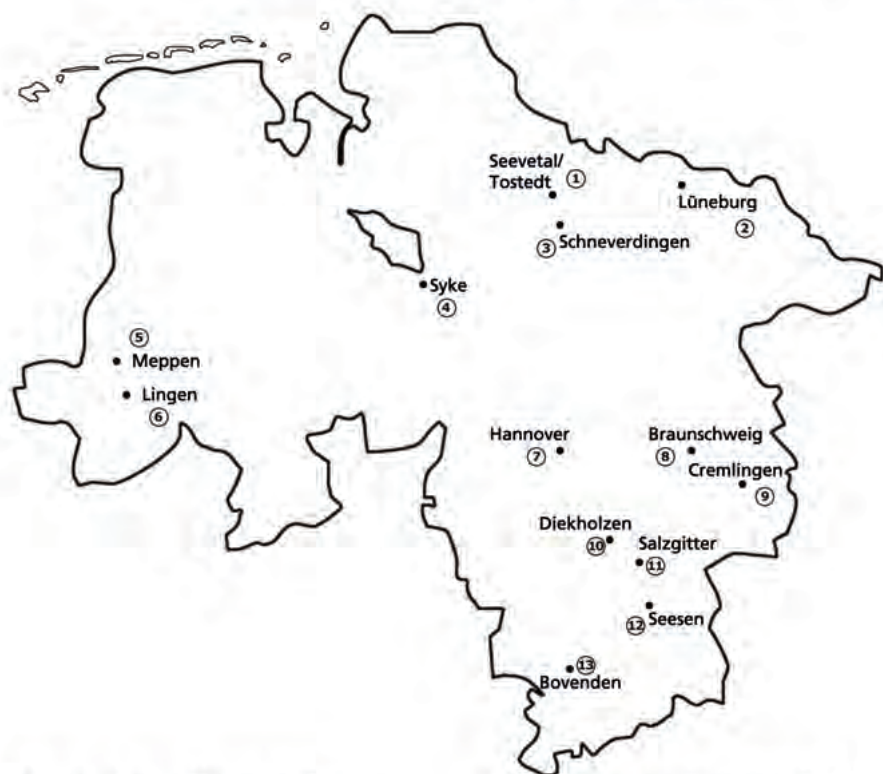 Seevetal/
Tostedt ①
Lüneburg
②
③ Schneverdingen
Syke
④
⑤
Meppen
Lingen
⑥
Hannover
⑦
Braunschweig
⑧
Cremlingen
⑨
Diekholzen
⑩
Salzgitter
⑪
Seesen
⑫
⑬
Bovenden